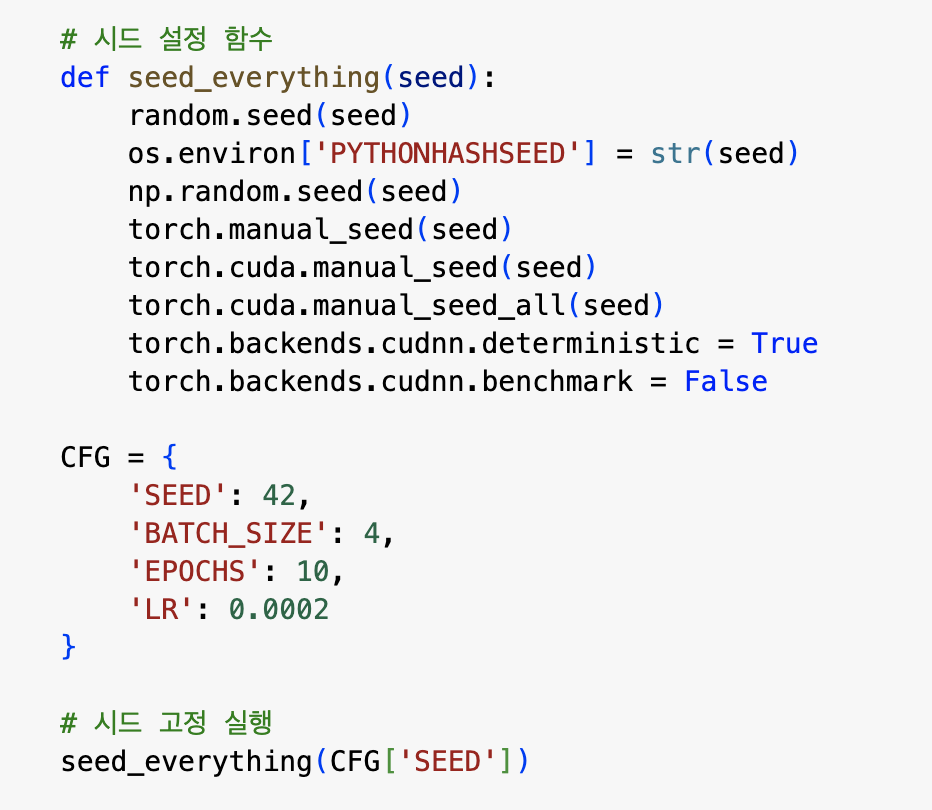 # 시드 설정 함수
def seed_everything(seed):
    random.seed(seed)
    os.environ['PYTHONHASHSEED'] = str(seed)
    np.random.seed(seed)
    torch.manual_seed(seed)
    torch.cuda.manual_seed(seed)
    torch.cuda.manual_seed_all(seed)
    torch.backends.cudnn.deterministic = True
    torch.backends.cudnn.benchmark = False

CFG = {
    'SEED': 42,
    'BATCH_SIZE': 4,
    'EPOCHS': 10,
    'LR': 0.0002
}

# 시드 고정 실행
seed_everything(CFG['SEED'])